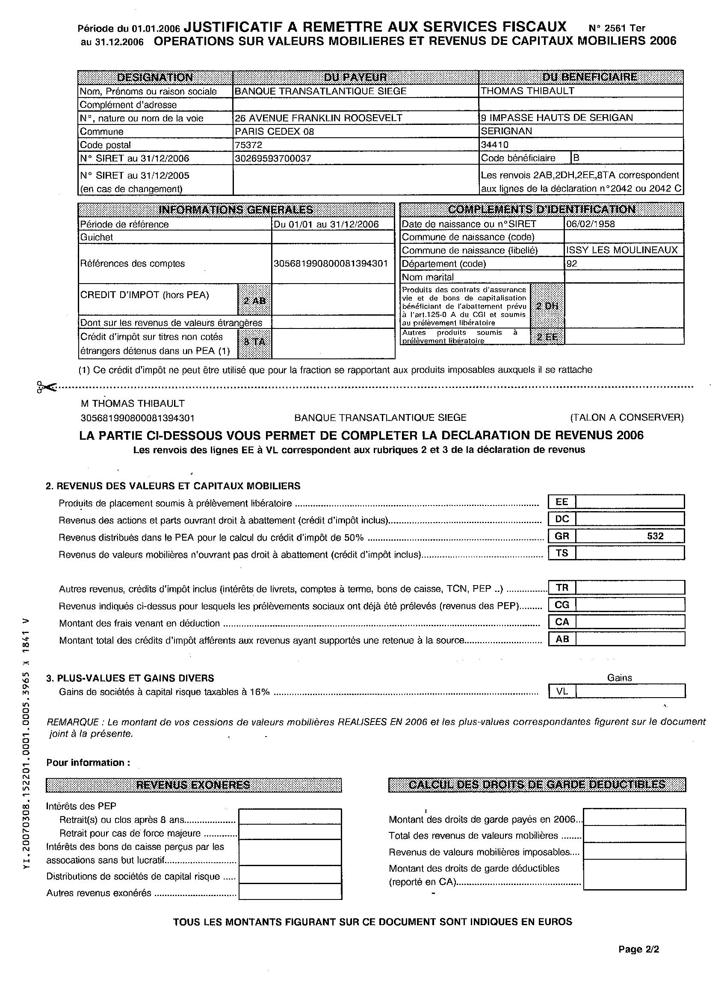 Période du 01.01.2006 JUSTIFICATIF A REMETTRE AUX SERVICES FISCAUX N° 2561 Ter
au 31.12.2006 OPERATIONS SUR VALEURS MOBILIERES ET REVENUS DE CAPITAUX MOBILIERS 2006
DESIGNATION DU PAYEUR DU BENEFICIAIRE
Nom, Prénoms ou raison sociale BANQUE TRANSATLANTIQUE SIEGE THOMAS THIBAULT
Complément d'adresse
N°, nature ou nom de la voie 26 AVENUE FRANKLIN ROOSEVELT 9 IMPASSE HAUTS DE SERIGAN
Commune PARIS CEDEX 08 SERIGNAN
Code postal 75372 34410
N° SIRET au 31/12/2006 30269593700037 Code bénéficiaire B
N° SIRET au 31/12/2005 Les renvois 2AB,2DH,2EE,8TA correspondent
(en cas de changement) aux lignes de la déclaration n°2042 ou 2042 C
INFORMATIONS GENERALES
Période de référence Du 01/01 au 31/12/2006
Guichet
Références des comptes 305681990800081394301
CREDIT D'IMPOT (hors PEA) 2 AB
Dont sur les revenus de valeurs étrangères
Crédit d'impôt sur titres non cotés
étrangers détenus dans un PEA (1) 8 TA
COMPLEMENTS D'IDENTIFICATION
Date de naissance ou n°SIRET 06/02/1958
Commune de naissance (code)
Commune de naissance (libellé) ISSY LES MOULINEAUX
Département (code) 92
Nom marital
Produits des contrats d'assurance
vie et de bons de capitalisation
bénéficiant de l'abattement prévu 2 DH
à l'art.125-0 A du CGI et soumis
au prélèvement libératoire
Autres produits soumis à
prélèvement libératoire 2 EE
(1) Ce crédit d'impôt ne peut être utilisé que pour la fraction se rapportant aux produits imposables auxquels il se rattache
M THOMAS THIBAULT
305681990800081394301 BANQUE TRANSATLANTIQUE SIEGE (TALON A CONSERVER)
LA PARTIE CI-DESSOUS VOUS PERMET DE COMPLETER LA DECLARATION DE REVENUS 2006
Les renvois des lignes EE à VL correspondent aux rubriques 2 et 3 de la déclaration de revenus
2. REVENUS DES VALEURS ET CAPITAUX MOBILIERS
Produits de placement soumis à prélèvement libératoire ........ EE
Revenus des actions et parts ouvrant droit à abattement (crédit d'impôt inclus)........ DC
Revenus distribués dans le PEA pour le calcul du crédit d'impôt de 50% ........ GR 532
Revenus de valeurs mobilières n'ouvrant pas droit à abattement (crédit d'impôt inclus)........ TS
Autres revenus, crédits d'impôt inclus (intérêts de livrets, comptes à terme, bons de caisse, TCN, PEP ..) ........ TR
Revenus indiqués ci-dessus pour lesquels les prélèvements sociaux ont déjà été prélevés (revenus des PEP)......... CG
Montant des frais venant en déduction ........ CA
Montant total des crédits d'impôt afférents aux revenus ayant supportés une retenue à la source........ AB
3. PLUS-VALUES ET GAINS DIVERS Gains
Gains de sociétés à capital risque taxables à 16% ........ VL
REMARQUE : Le montant de vos cessions de valeurs mobilières REALISEES EN 2006 et les plus-values correspondantes figurent sur le document
joint à la présente.
Pour information :
REVENUS EXONERES
Intérêts des PEP
Retrait(s) ou clos après 8 ans........
Retrait pour cas de force majeure ........
Intérêts des bons de caisse perçus par les
assocations sans but lucratif........
Distributions de sociétés de capital risque .....
Autres revenus exonérés ........
CALCUL DES DROITS DE GARDE DEDUCTIBLES
Montant des droits de garde payés en 2006...
Total des revenus de valeurs mobilières ........
Revenus de valeurs mobilières imposables....
Montant des droits de garde déductibles
(reporté en CA)........
TOUS LES MONTANTS FIGURANT SUR CE DOCUMENT SONT INDIQUES EN EUROS
Page 2/2
YI.20070308.152201.0001.0005.3965 * 1841 V